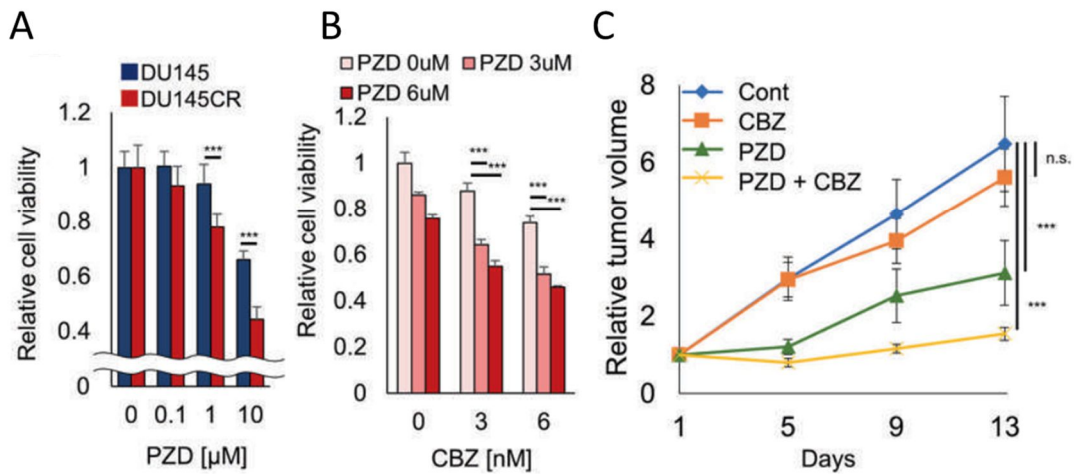 A
DU145
DU145CR
Relative cell viability
1.2
1
0.8
0.6
0.4
0
***
***
0 0.1 1 10
PZD [µM]
B
PZD 0uM PZD 3uM
PZD 6uM
Relative cell viability
1.2
1
0.8
0.6
0.4
0.2
0
***
***
***
***
0 3 6
CBZ [nM]
C
Cont
CBZ
PZD
PZD + CBZ
Relative tumor volume
8
6
4
2
0
n.s.
***
***
1 5 9 13
Days